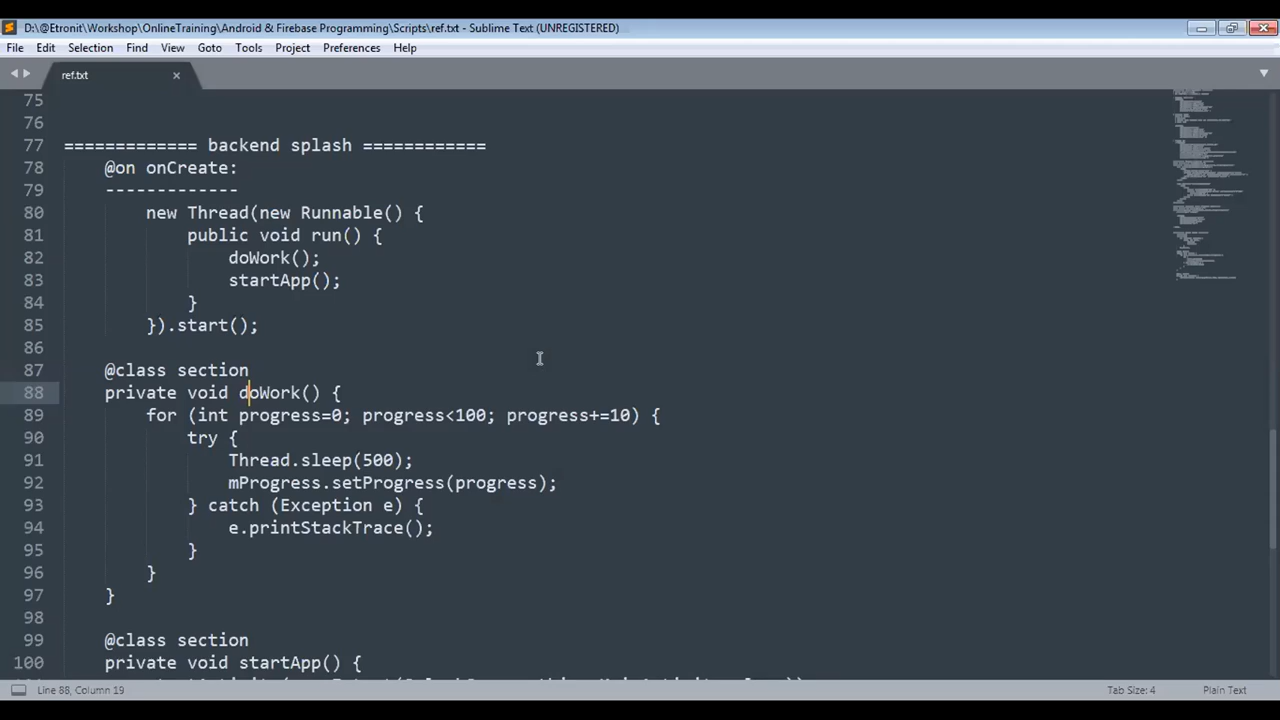 D:\@Etronit\Workshop\OnlineTraining\Android & Firebase Programming\Scripts\ref.txt - Sublime Text (UNREGISTERED)
File Edit Selection Find View Goto Tools Project Preferences Help
ref.txt
75
76
77 ============= backend splash ============
78 @on onCreate:
79 -------------
80 new Thread(new Runnable() {
81 public void run() {
82 doWork();
83 startApp();
84 }
85 }).start();
86
87 @class section
88 private void doWork() {
89 for (int progress=0; progress<100; progress+=10) {
90 try {
91 Thread.sleep(500);
92 mProgress.setProgress(progress);
93 } catch (Exception e) {
94 e.printStackTrace();
95 }
96 }
97 }
98
99 @class section
100 private void startApp() {
Line 88, Column 19 Tab Size: 4 Plain Text